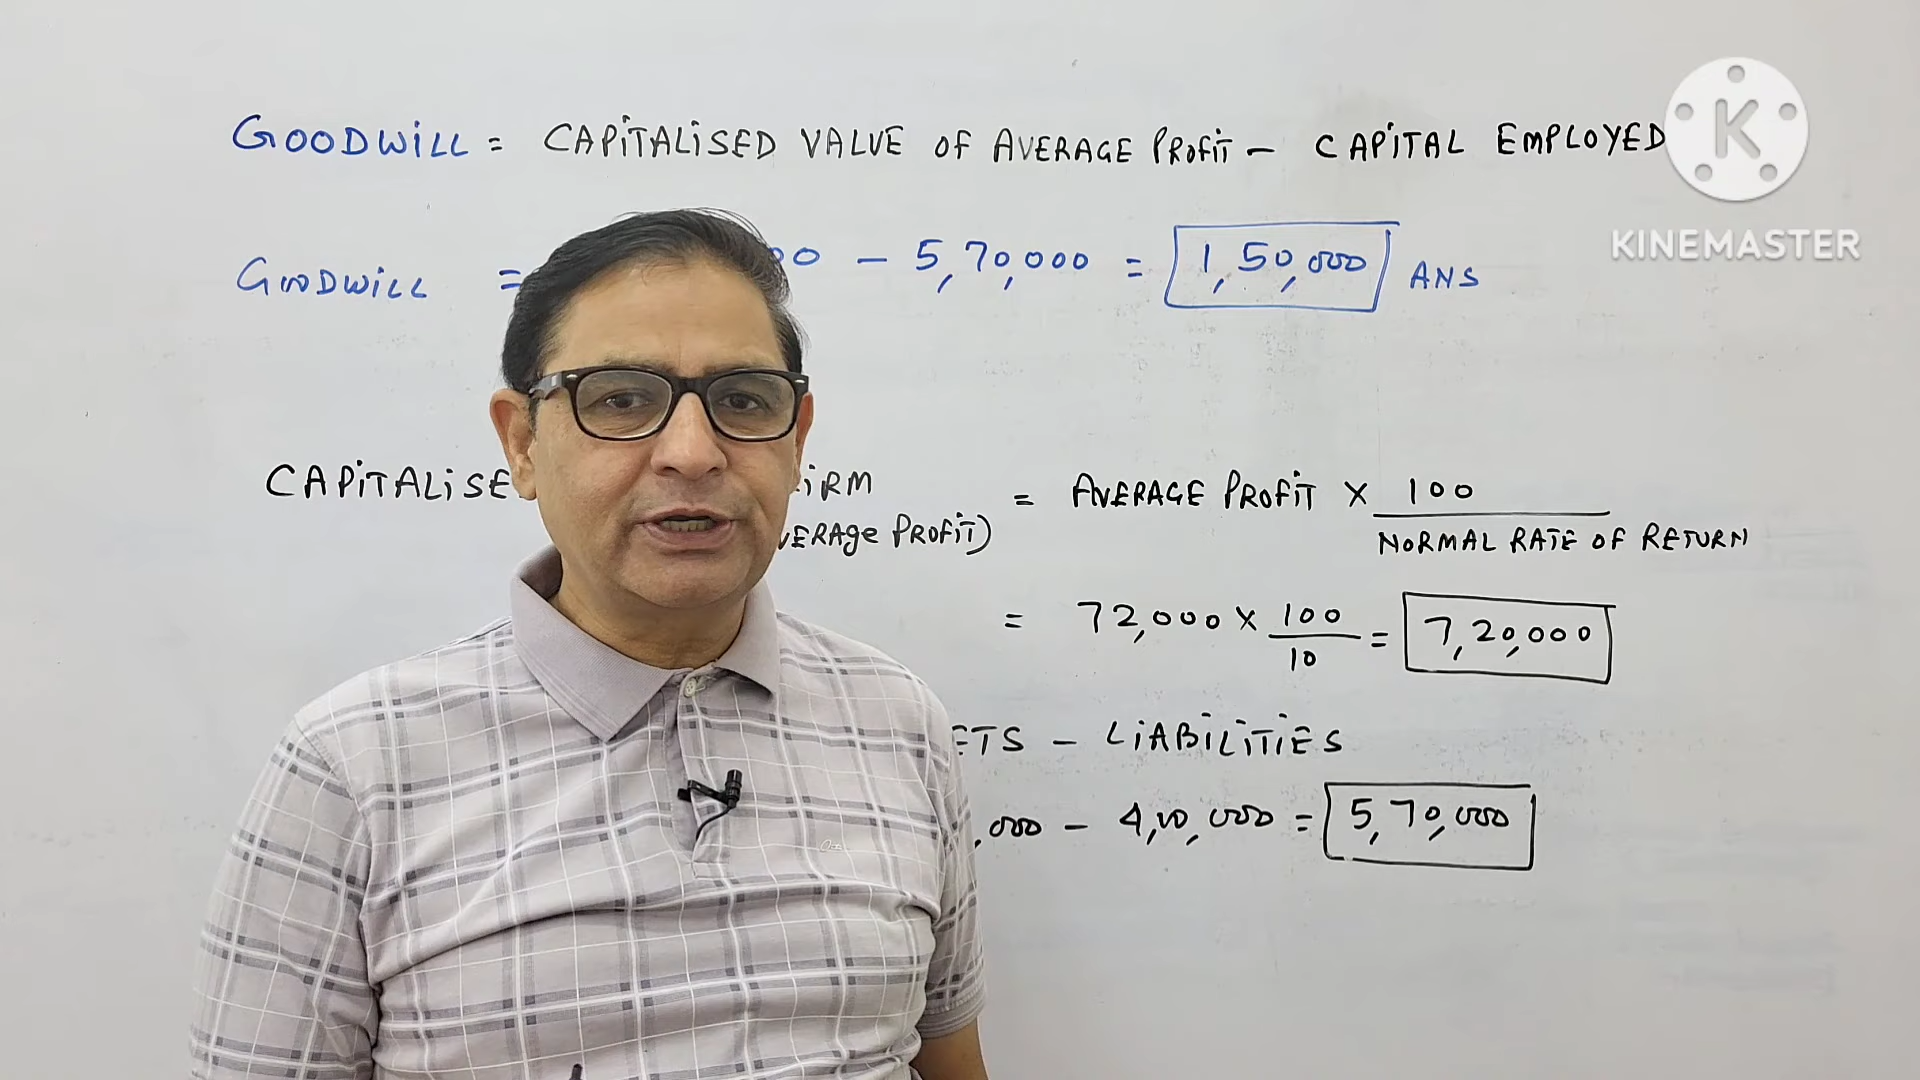 GOODWILL = CAPITALISED VALUE OF AVERAGE PROFIT - CAPITAL EMPLOYED
K
KINEMASTER
GOODWILL = 00 - 5,70,000 = 1,50,000 ANS
CAPITALISE IRM = AVERAGE PROFIT X 100
VERAGE PROFIT) NORMAL RATE OF RETURN
= 72,000 X 100/10 = 7,20,000
ETS - LIABILITIES
,000 - 4,10,000 = 5,70,000